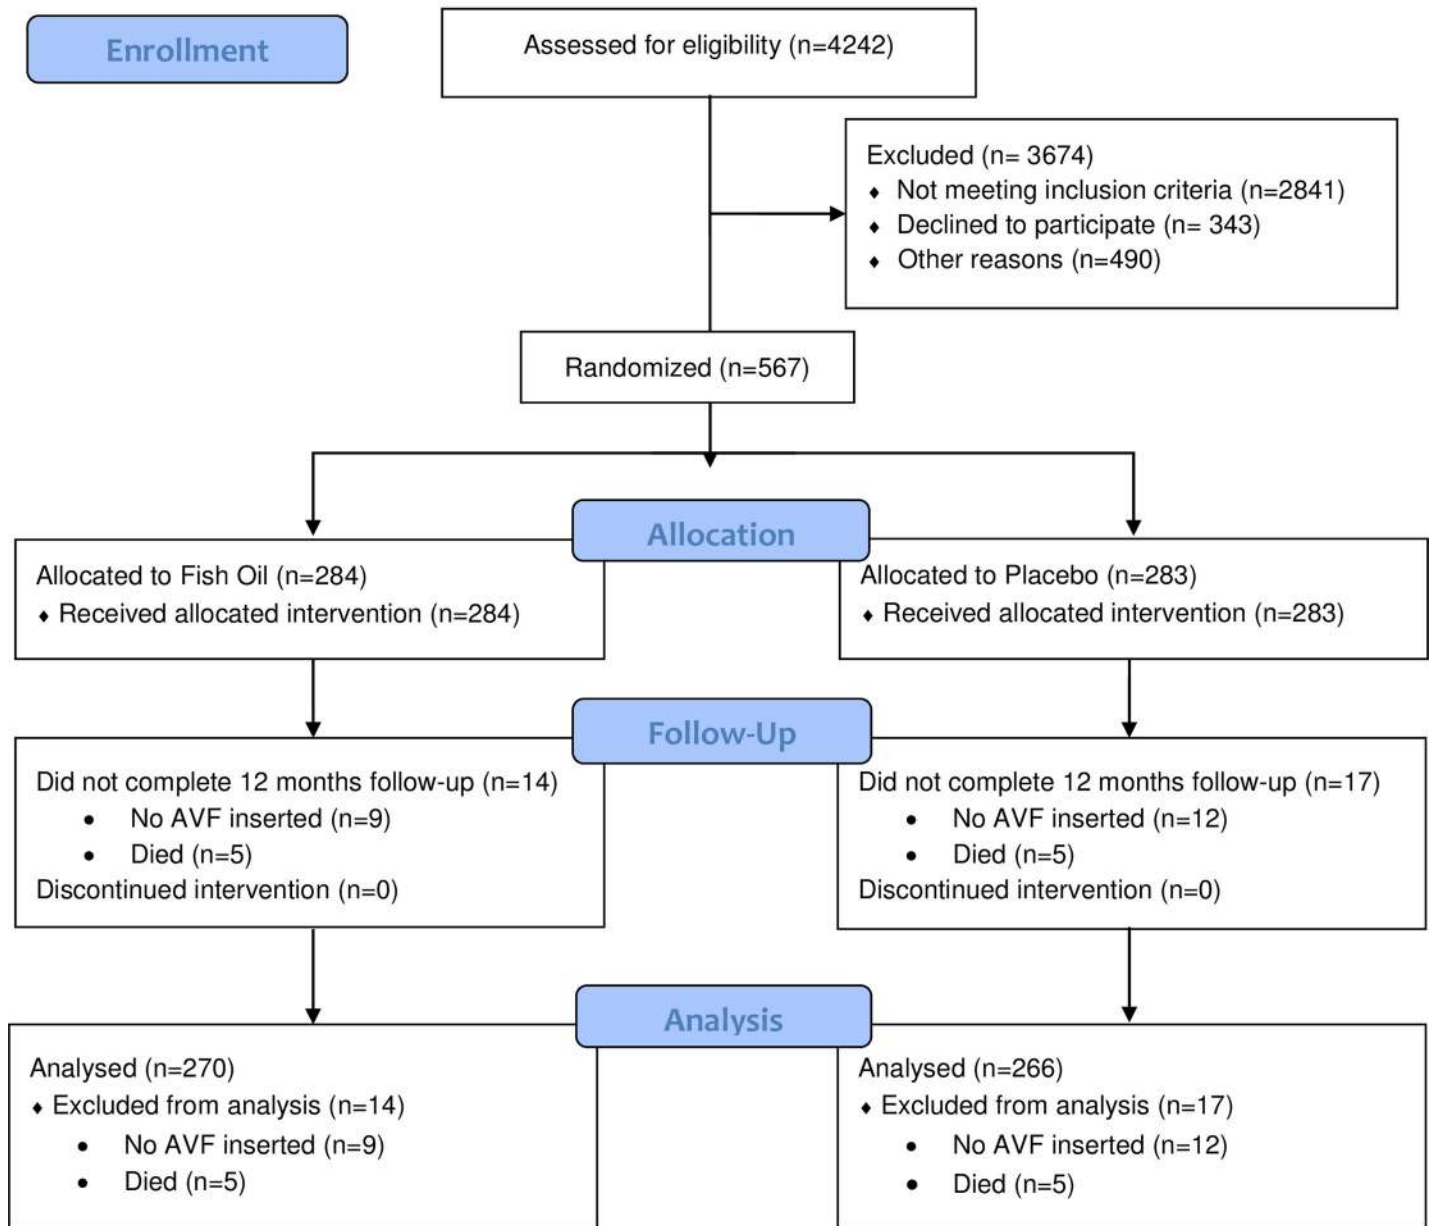 Enrollment
Assessed for eligibility (n=4242)
Excluded (n= 3674)
♦ Not meeting inclusion criteria (n=2841)
♦ Declined to participate (n= 343)
♦ Other reasons (n=490)
Randomized (n=567)
Allocation
Allocated to Fish Oil (n=284)
♦ Received allocated intervention (n=284)
Allocated to Placebo (n=283)
♦ Received allocated intervention (n=283)
Follow-Up
Did not complete 12 months follow-up (n=14)
• No AVF inserted (n=9)
• Died (n=5)
Discontinued intervention (n=0)
Did not complete 12 months follow-up (n=17)
• No AVF inserted (n=12)
• Died (n=5)
Discontinued intervention (n=0)
Analysis
Analysed (n=270)
♦ Excluded from analysis (n=14)
• No AVF inserted (n=9)
• Died (n=5)
Analysed (n=266)
♦ Excluded from analysis (n=17)
• No AVF inserted (n=12)
• Died (n=5)